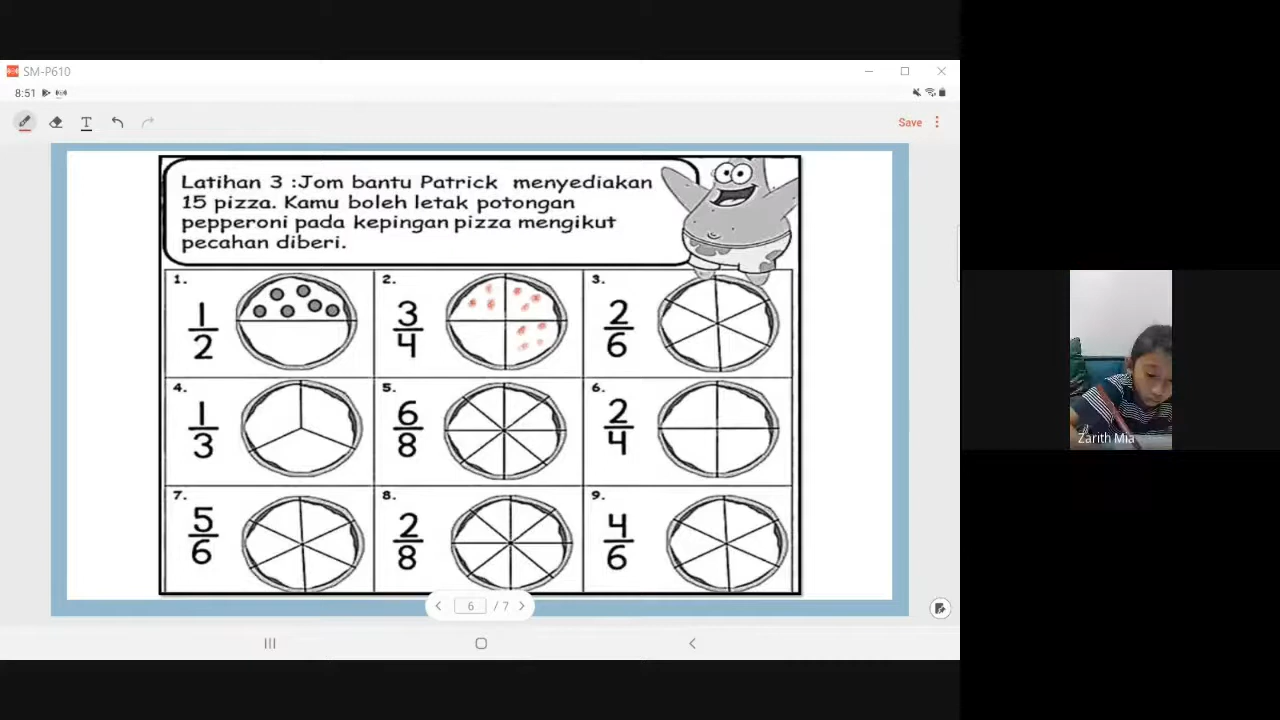 SM-P610
8:51
T
Save
Latihan 3 :Jom bantu Patrick menyediakan
15 pizza. Kamu boleh letak potongan
pepperoni pada kepingan pizza mengikut
pecahan diberi.
1. 1/2
2. 3/4
3. 2/6
4. 1/3
5. 6/8
6. 2/4
7. 5/6
8. 2/8
9. 4/6
6 / 7
Zarith Mia